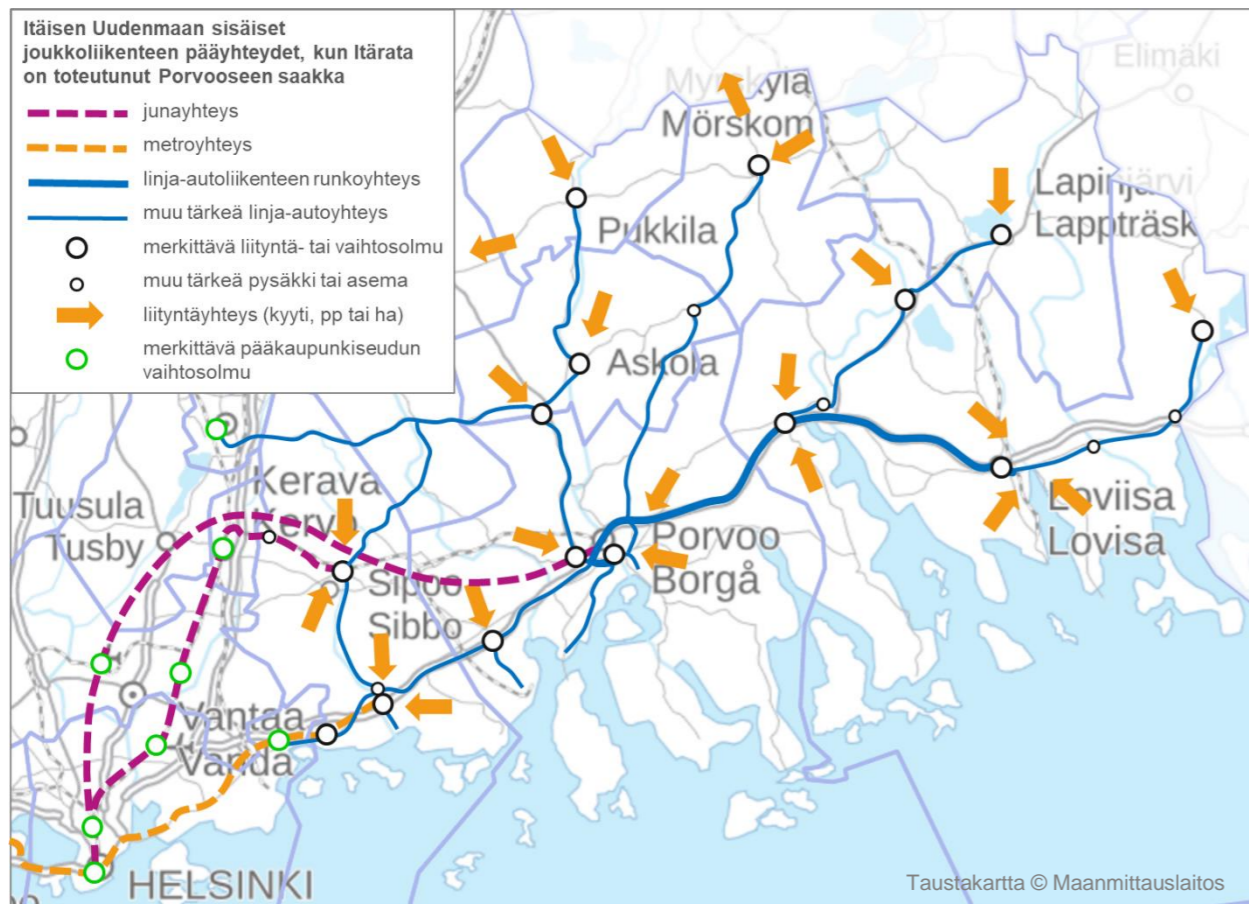 Itäisen Uudenmaan sisäiset
joukkoliikenteen pääyhteydet, kun Itärata
on toteutunut Porvooseen saakka
junayhteys
metroyhteys
linja-autoliikenteen runkoyhteys
muu tärkeä linja-autoyhteys
merkittävä liityntä- tai vaihtosolmu
muu tärkeä pysäkki tai asema
liityntäyhteys (kyyti, pp tai ha)
merkittävä pääkaupunkiseudun
vaihtosolmu
Elimäki
Mörskom
Lapinjärvi
Lappträsk
Pukkila
Askola
Kerava
Kervo
Tuusula
Tusby
Sipoo
Sibbo
Porvoo
Borgå
Loviisa
Lovisa
Vantaa
Vanda
HELSINKI
Taustakartta © Maanmittauslaitos